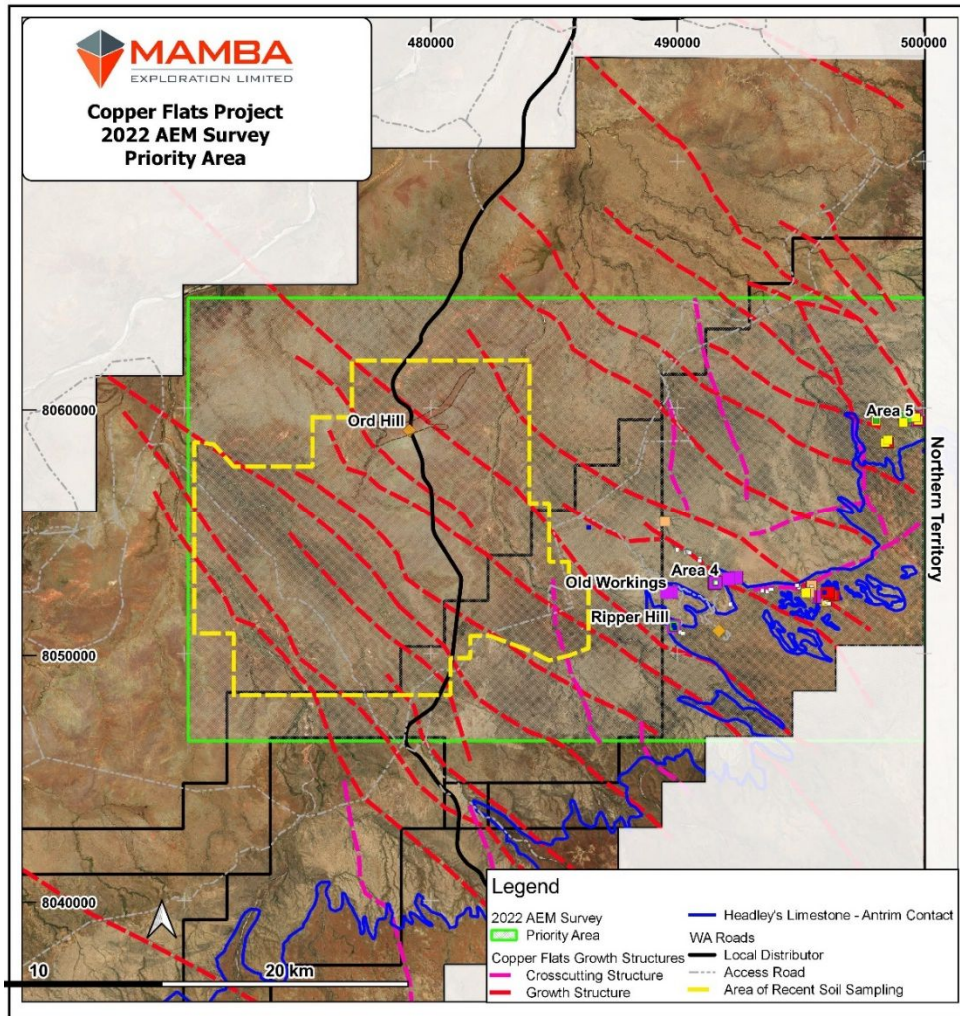 MAMBA
EXPLORATION LIMITED
Copper Flats Project
2022 AEM Survey
Priority Area
480000
490000
500000
8060000
8050000
8040000
Ord Hill
Area 5
Area 4
Old Workings
Ripper Hill
Northern Territory
10
20 km
Legend
2022 AEM Survey
Priority Area
Copper Flats Growth Structures
Crosscutting Structure
Growth Structure
Headley's Limestone - Antrim Contact
WA Roads
Local Distributor
Access Road
Area of Recent Soil Sampling